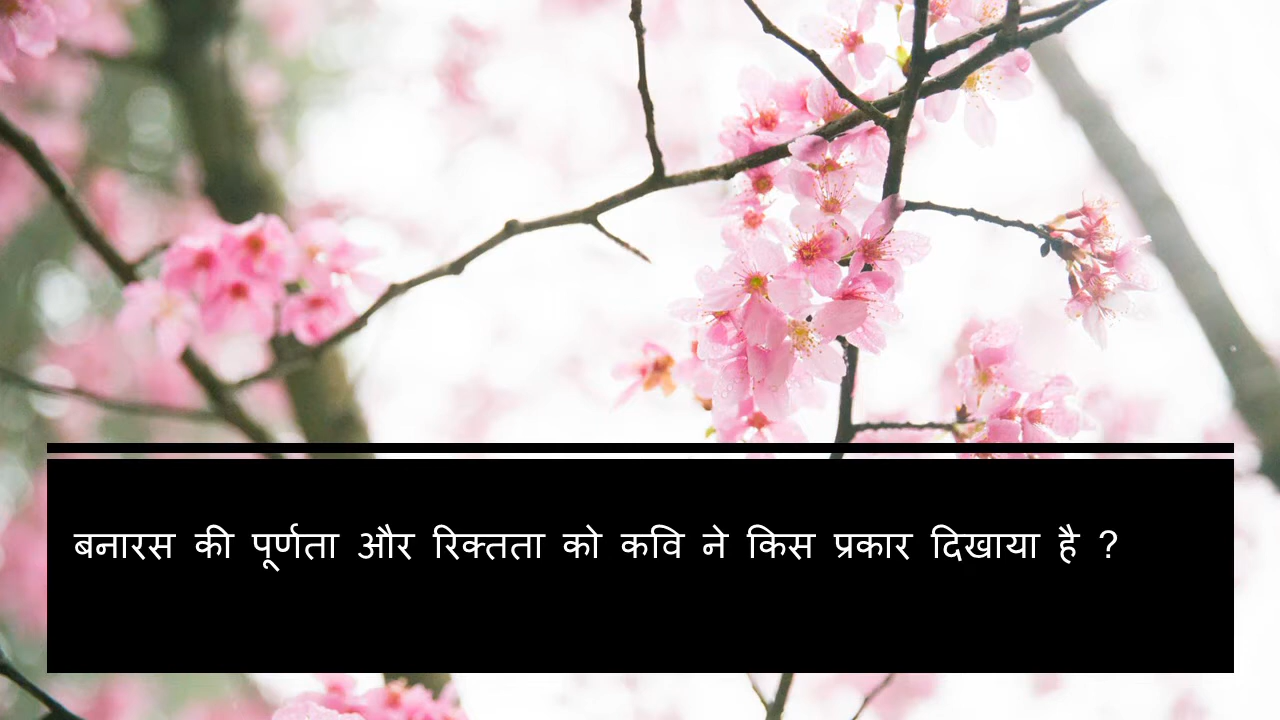 बनारस की पूर्णता और रिक्तता को कवि ने किस प्रकार दिखाया है ?